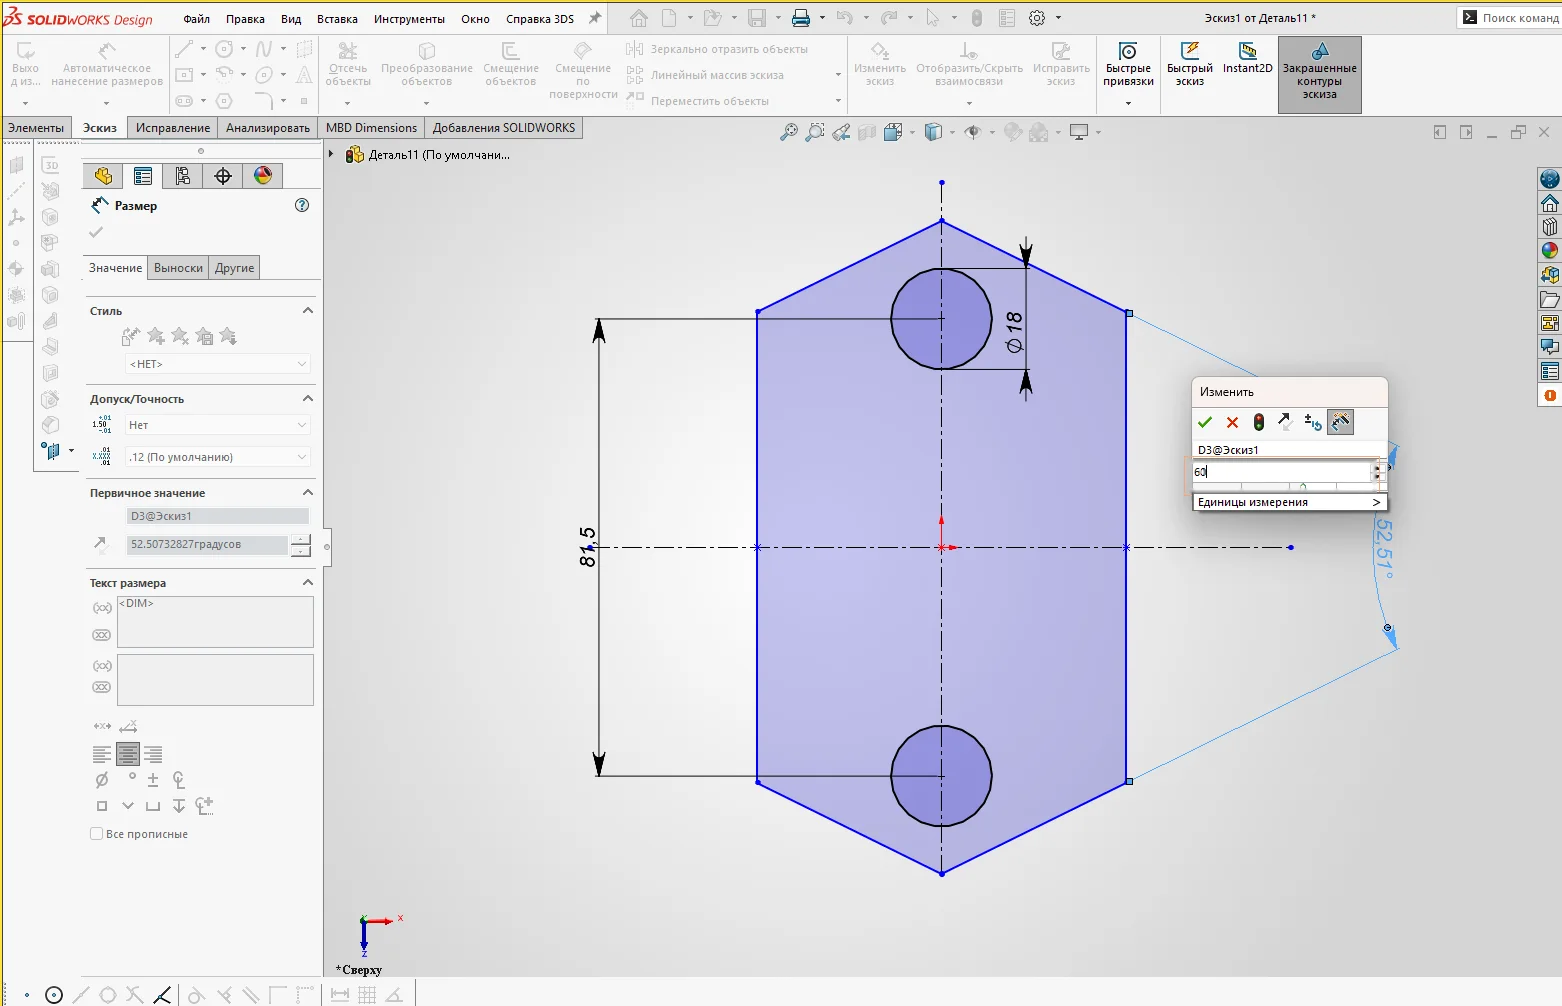 SOLIDWORKS Design
Файл Правка Вид Вставка Инструменты Окно Справка 3DS
Эскиз1 от Деталь11 *
Поиск команд
Выхо
д из...
Автоматическое
нанесение размеров
Отсечь
объекты
Преобразование
объектов
Смещение
объектов
Смещение
по
поверхности
Зеркально отразить объекты
Линейный массив эскиза
Переместить объекты
Изменить
эскиз
Отобразить/Скрыть
взаимосвязи
Исправить
эскиз
Быстрые
привязки
Быстрый
эскиз
Instant2D
Закрашенные
контуры
эскиза
Элементы Эскиз Исправление Анализировать MBD Dimensions Добавления SOLIDWORKS
Деталь11 (По умолчани...
3D
Размер
Значение Выноски Другие
Стиль
<НЕТ>
Допуск/Точность
Нет
.12 (По умолчанию)
Первичное значение
D3@Эскиз1
52.50732827градусов
Текст размера
<DIM>
Все прописные
81,5
∅18
Изменить
D3@Эскиз1
60
Единицы измерения >
52,51°
X
Y
Z
*Сверху